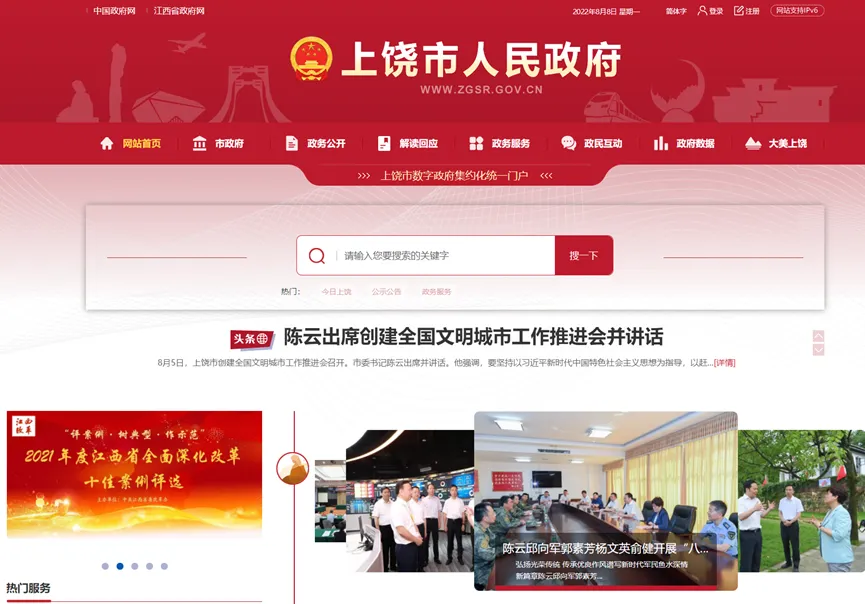 中国政府网
江西省政府网
2022年8月8日 星期一
简体字
登录
注册
网站支持IPv6
上饶市人民政府
WWW.ZGSR.GOV.CN
网站首页
市政府
政务公开
解读回应
政务服务
政民互动
政府数据
大美上饶
>>> 上饶市数字政府集约化统一门户 <<<
请输入您要搜索的关键字
搜一下
热门：
今日上饶
公示公告
政务服务
头条
陈云出席创建全国文明城市工作推进会并讲话
8月5日，上饶市创建全国文明城市工作推进会召开。市委书记陈云出席并讲话。他强调，要坚持以习近平新时代中国特色社会主义思想为指导，以赶...[详情]
江西改革
“评案例·树典型·作示范”
2021年度江西省全面深化改革
十佳案例评选
陈云邱向军郭素芳杨文英俞健开展“八...
弘扬光荣传统 传承优良作风谱写新时代军民鱼水深情
新篇章陈云邱向军郭素芳...
热门服务